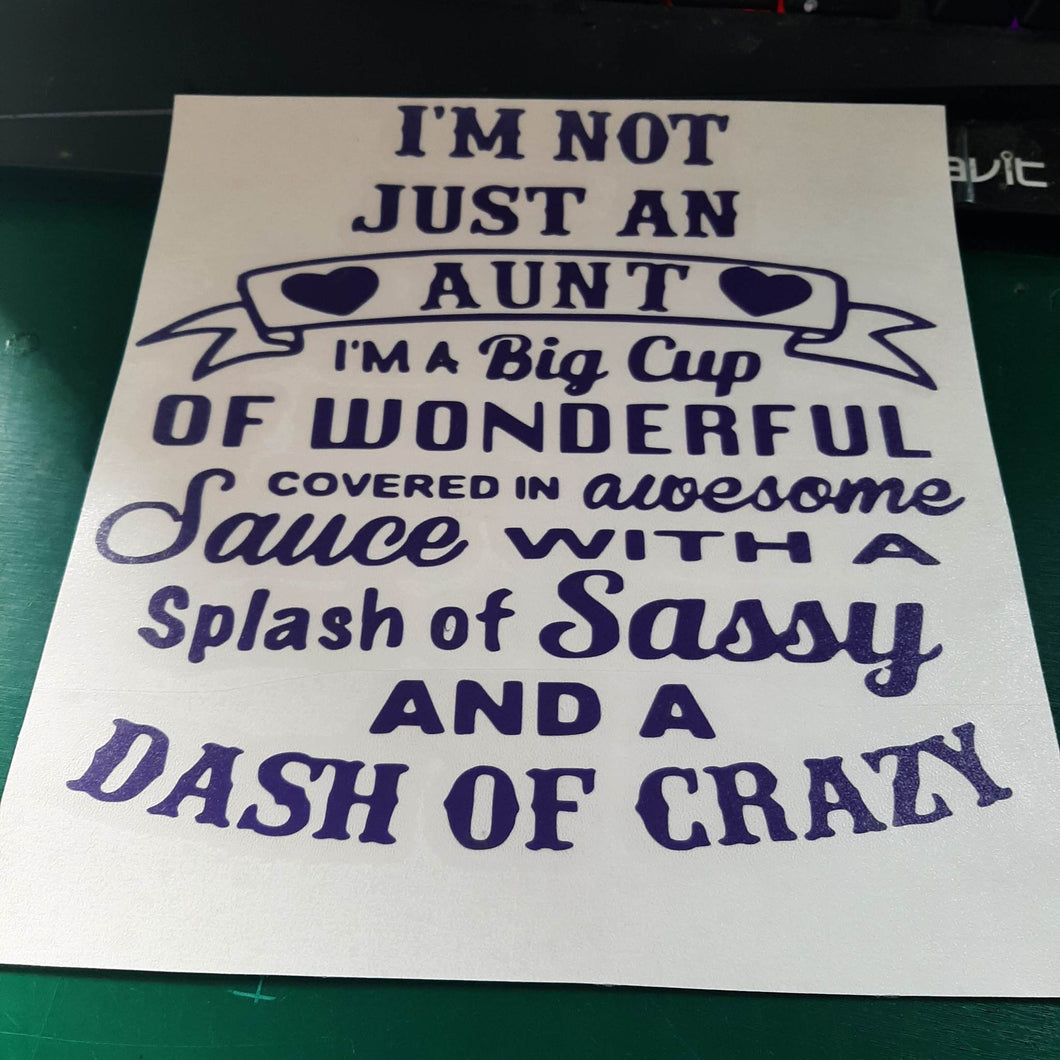 I'M NOT
JUST AN
AUNT
I'M A Big Cup
OF WONDERFUL
COVERED IN awesome
Sauce WITH A
Splash of Sassy
AND A
DASH OF CRAZY
avit